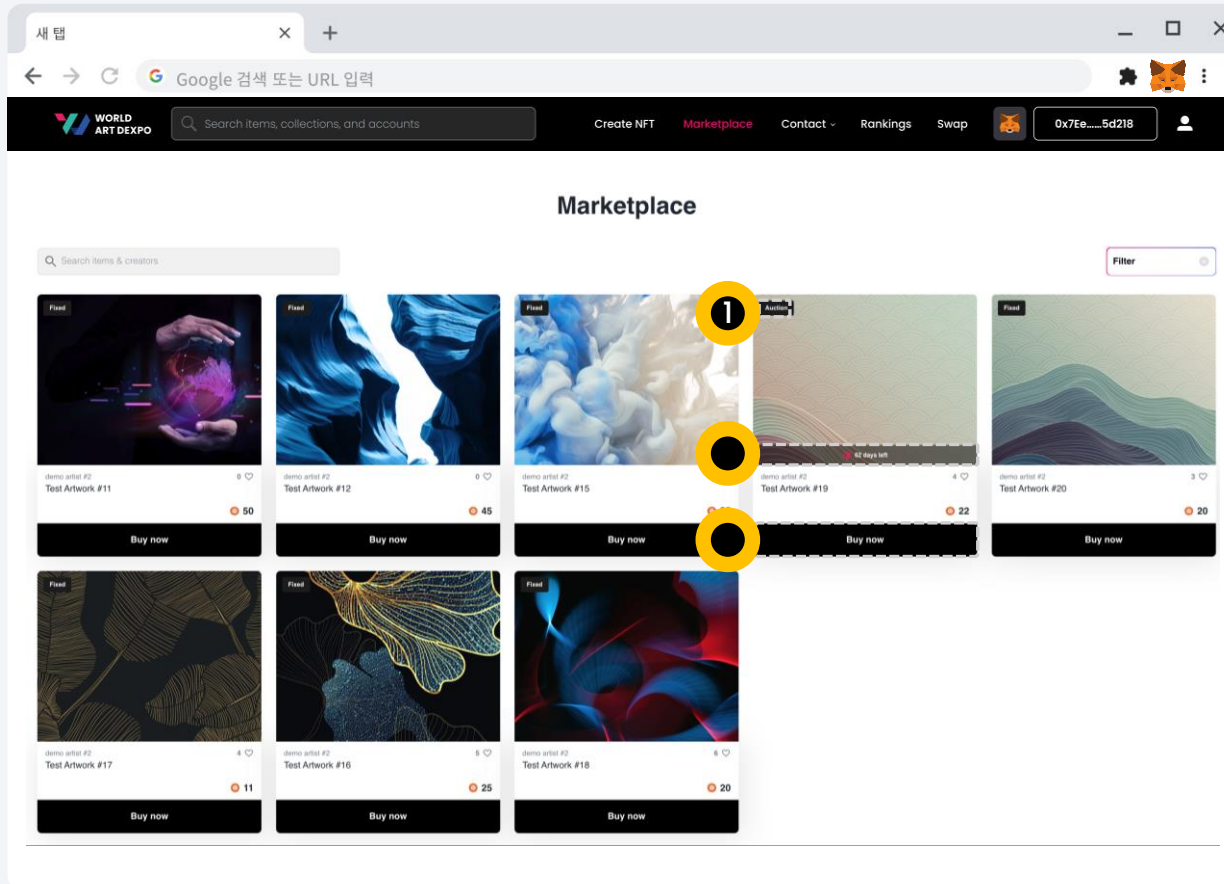 새 탭
Google 검색 또는 URL 입력
WORLD
ART DEXPO
Search items, collections, and accounts
Create NFT
Marketplace
Contact
Rankings
Swap
0x7Ee......5d218
Marketplace
Search items & creators
Filter
Fixed
Fixed
Fixed
1
Auction
Fixed
62 days left
demo artist #2
0
Test Artwork #11
50
Buy now
demo artist #2
0
Test Artwork #12
45
Buy now
demo artist #2
Test Artwork #15
Buy now
demo artist #2
4
Test Artwork #19
22
Buy now
demo artist #2
3
Test Artwork #20
20
Buy now
Fixed
Fixed
Fixed
demo artist #2
4
Test Artwork #17
11
Buy now
demo artist #2
5
Test Artwork #16
25
Buy now
demo artist #2
6
Test Artwork #18
20
Buy now